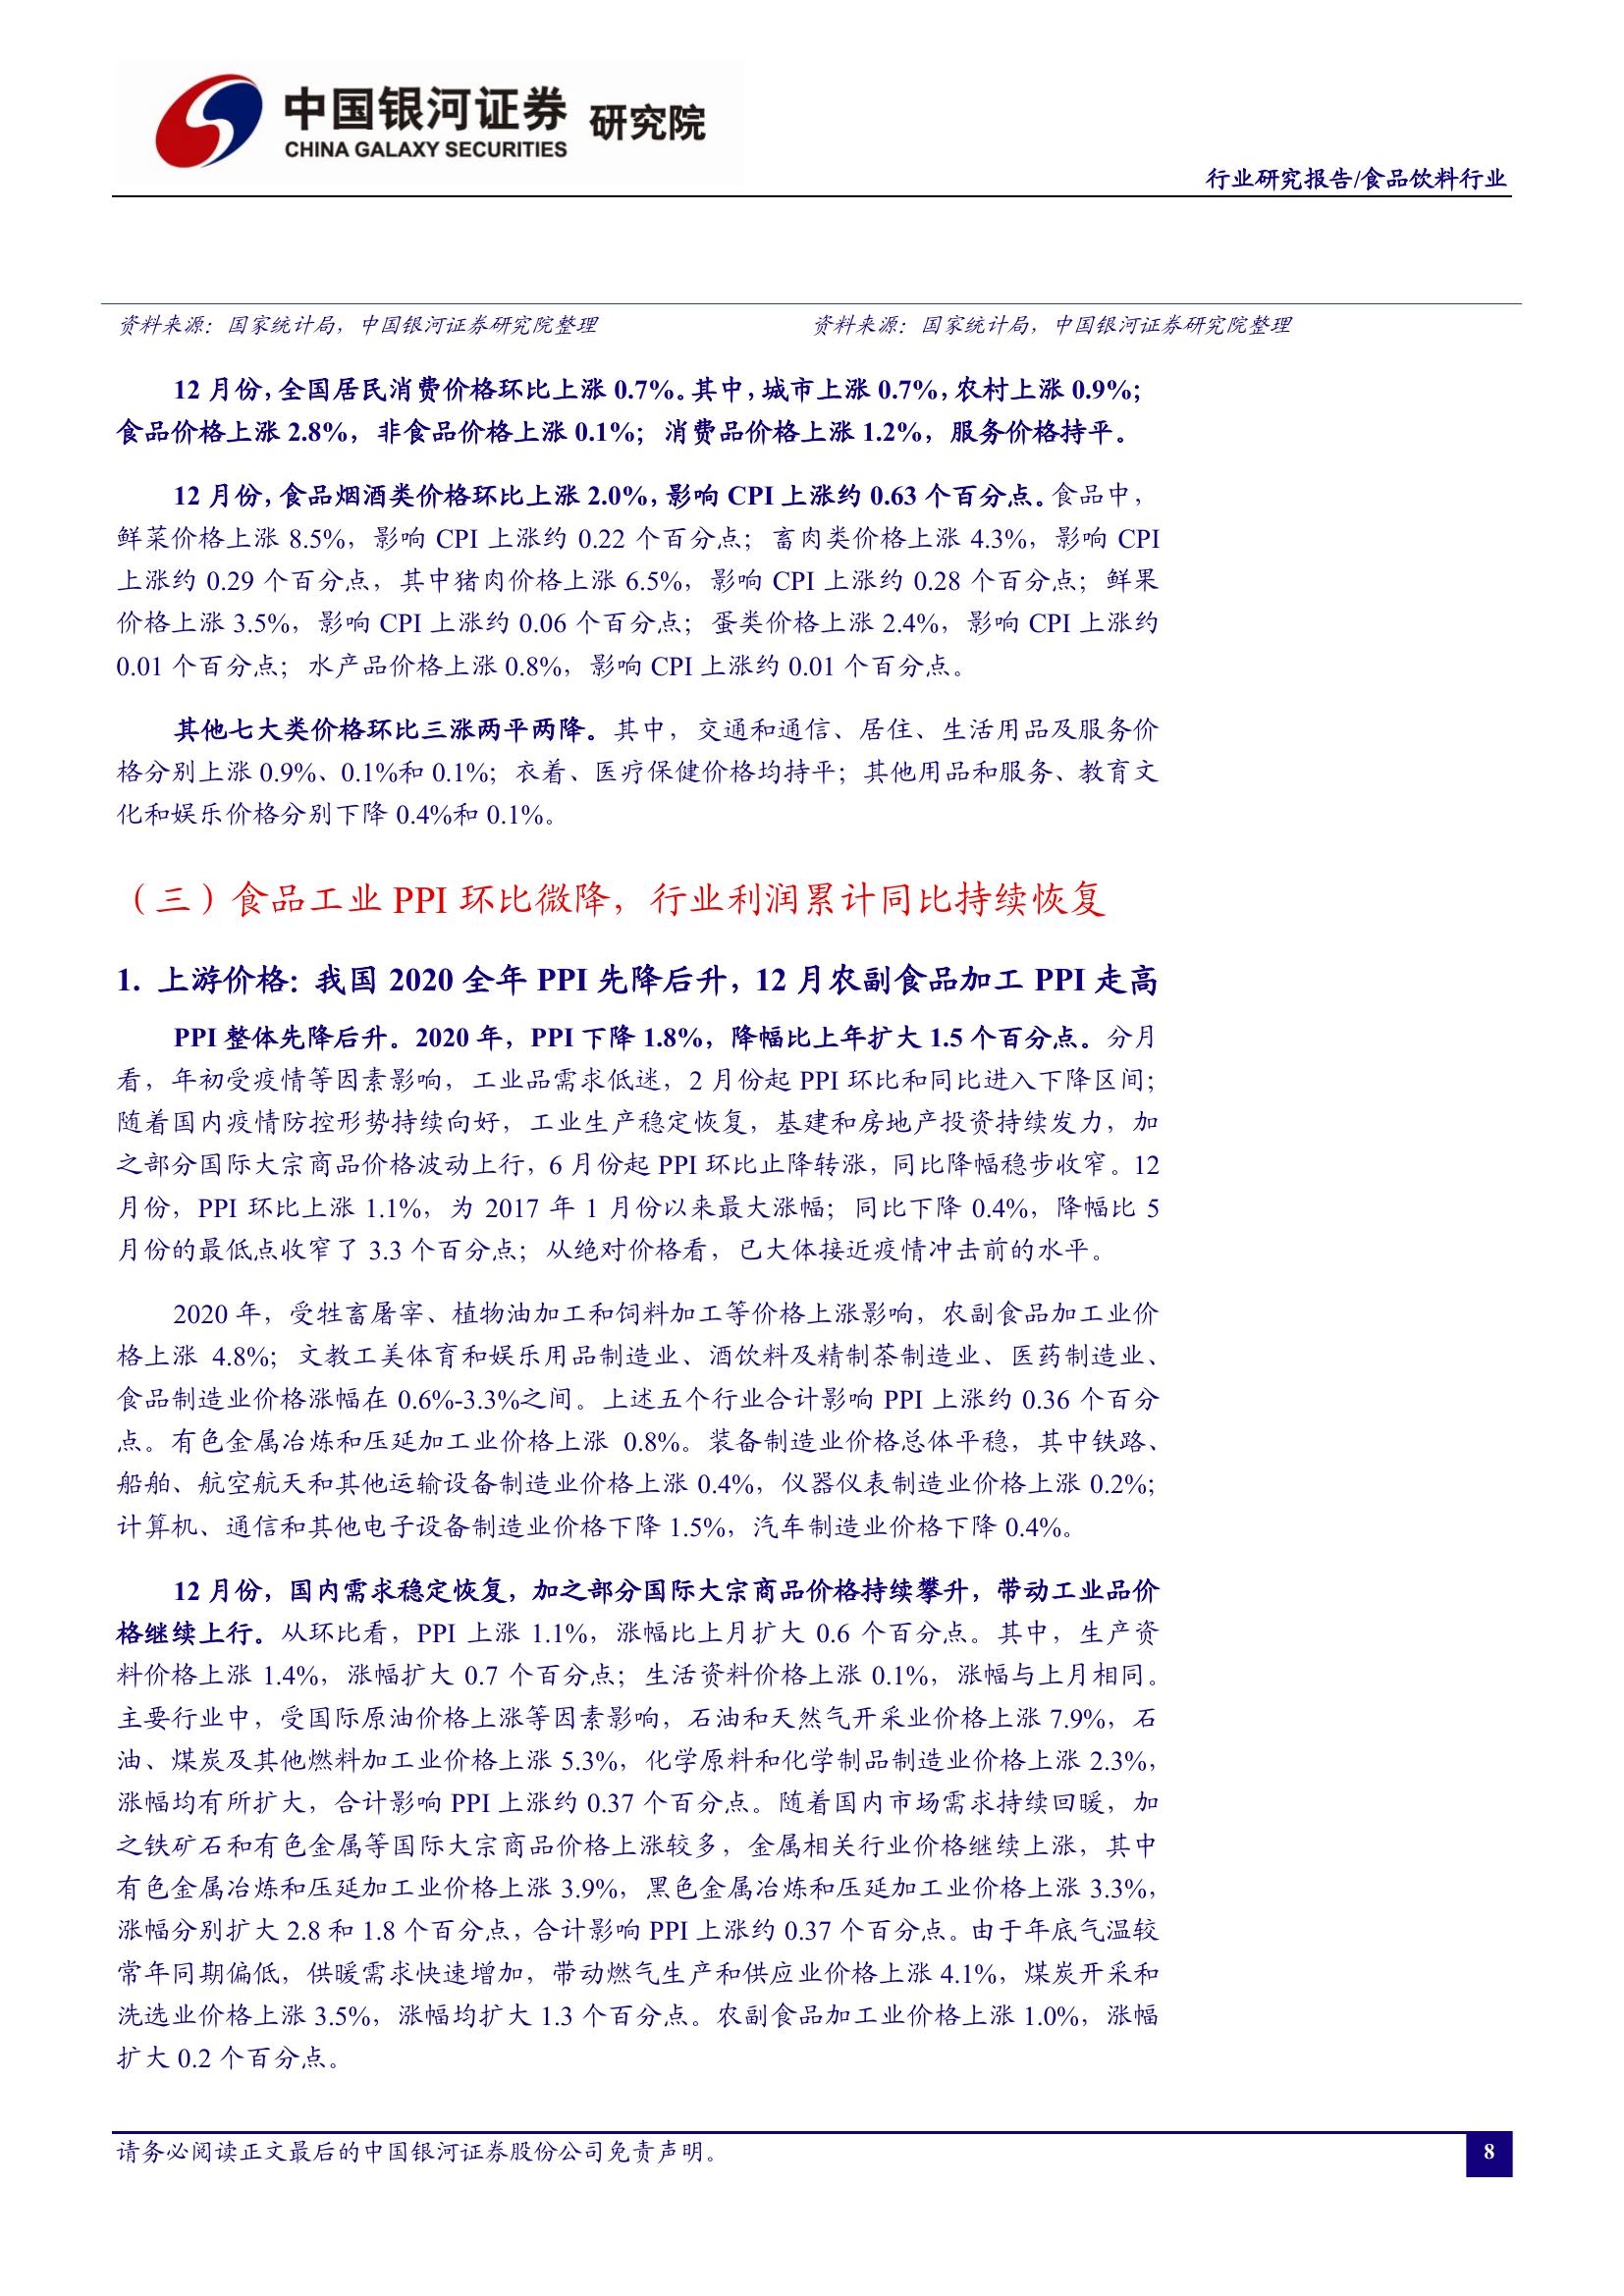 中国银河证券 研究院
CHINA GALAXY SECURITIES
行业研究报告/食品饮料行业
资料来源：国家统计局，中国银河证券研究院整理
资料来源：国家统计局，中国银河证券研究院整理
12 月份，全国居民消费价格环比上涨 0.7%。其中，城市上涨 0.7%，农村上涨 0.9%；
食品价格上涨 2.8%，非食品价格上涨 0.1%；消费品价格上涨 1.2%，服务价格持平。
12 月份，食品烟酒类价格环比上涨 2.0%，影响 CPI 上涨约 0.63 个百分点。食品中，
鲜菜价格上涨 8.5%，影响 CPI 上涨约 0.22 个百分点；畜肉类价格上涨 4.3%，影响 CPI
上涨约 0.29 个百分点，其中猪肉价格上涨 6.5%，影响 CPI 上涨约 0.28 个百分点；鲜果
价格上涨 3.5%，影响 CPI 上涨约 0.06 个百分点；蛋类价格上涨 2.4%，影响 CPI 上涨约
0.01 个百分点；水产品价格上涨 0.8%，影响 CPI 上涨约 0.01 个百分点。
其他七大类价格环比三涨两平两降。其中，交通和通信、居住、生活用品及服务价
格分别上涨 0.9%、0.1%和 0.1%；衣着、医疗保健价格均持平；其他用品和服务、教育文
化和娱乐价格分别下降 0.4%和 0.1%。
（三）食品工业 PPI 环比微降，行业利润累计同比持续恢复
1. 上游价格：我国 2020 全年 PPI 先降后升，12 月农副食品加工 PPI 走高
PPI 整体先降后升。2020 年，PPI 下降 1.8%，降幅比上年扩大 1.5 个百分点。分月
看，年初受疫情等因素影响，工业品需求低迷，2 月份起 PPI 环比和同比进入下降区间；
随着国内疫情防控形势持续向好，工业生产稳定恢复，基建和房地产投资持续发力，加
之部分国际大宗商品价格波动上行，6 月份起 PPI 环比止降转涨，同比降幅稳步收窄。12
月份，PPI 环比上涨 1.1%，为 2017 年 1 月份以来最大涨幅；同比下降 0.4%，降幅比 5
月份的最低点收窄了 3.3 个百分点；从绝对价格看，已大体接近疫情冲击前的水平。
2020 年，受牲畜屠宰、植物油加工和饲料加工等价格上涨影响，农副食品加工业价
格上涨 4.8%；文教工美体育和娱乐用品制造业、酒饮料及精制茶制造业、医药制造业、
食品制造业价格涨幅在 0.6%-3.3%之间。上述五个行业合计影响 PPI 上涨约 0.36 个百分
点。有色金属冶炼和压延加工业价格上涨 0.8%。装备制造业价格总体平稳，其中铁路、
船舶、航空航天和其他运输设备制造业价格上涨 0.4%，仪器仪表制造业价格上涨 0.2%；
计算机、通信和其他电子设备制造业价格下降 1.5%，汽车制造业价格下降 0.4%。
12 月份，国内需求稳定恢复，加之部分国际大宗商品价格持续攀升，带动工业品价
格继续上行。从环比看，PPI 上涨 1.1%，涨幅比上月扩大 0.6 个百分点。其中，生产资
料价格上涨 1.4%，涨幅扩大 0.7 个百分点；生活资料价格上涨 0.1%，涨幅与上月相同。
主要行业中，受国际原油价格上涨等因素影响，石油和天然气开采业价格上涨 7.9%，石
油、煤炭及其他燃料加工业价格上涨 5.3%，化学原料和化学制品制造业价格上涨 2.3%，
涨幅均有所扩大，合计影响 PPI 上涨约 0.37 个百分点。随着国内市场需求持续回暖，加
之铁矿石和有色金属等国际大宗商品价格上涨较多，金属相关行业价格继续上涨，其中
有色金属冶炼和压延加工业价格上涨 3.9%，黑色金属冶炼和压延加工业价格上涨 3.3%，
涨幅分别扩大 2.8 和 1.8 个百分点，合计影响 PPI 上涨约 0.37 个百分点。由于年底气温较
常年同期偏低，供暖需求快速增加，带动燃气生产和供应业价格上涨 4.1%，煤炭开采和
洗选业价格上涨 3.5%，涨幅均扩大 1.3 个百分点。农副食品加工业价格上涨 1.0%，涨幅
扩大 0.2 个百分点。
请务必阅读正文最后的中国银河证券股份公司免责声明。
8